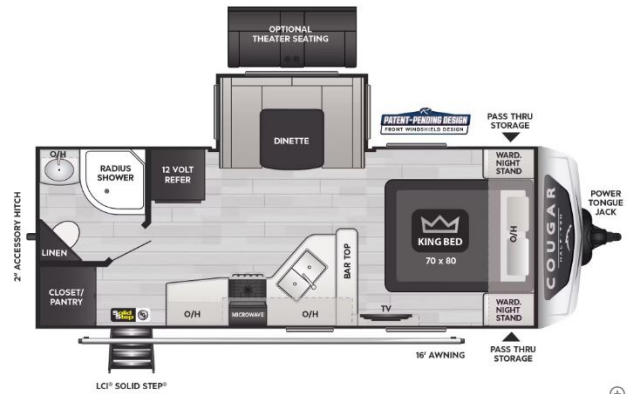 OPTIONAL
THEATER SEATING
DINETTE
PATENT-PENDING DESIGN
FRONT WINDSHIELD DESIGN
PASS THRU
STORAGE
O/H
RADIUS
SHOWER
12 VOLT
REFER
WARD.
NIGHT
STAND
2" ACCESSORY HITCH
LINEN
CLOSET/
PANTRY
Solid
Step
O/H
MICROWAVE
O/H
BAR TOP
KING BED
70 x 80
O/H
COUGAR
POWER
TONGUE
JACK
TV
WARD.
NIGHT
STAND
16' AWNING
PASS THRU
STORAGE
LCI® SOLID STEP®